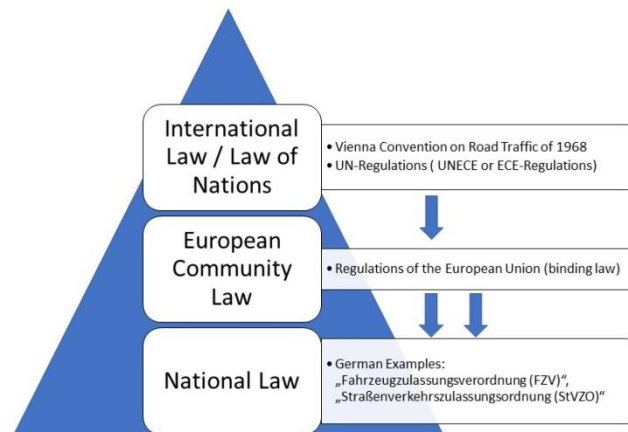 International
Law / Law of
Nations
• Vienna Convention on Road Traffic of 1968
• UN-Regulations ( UNECE or ECE-Regulations)
European
Community
Law
• Regulations of the European Union (binding law)
National Law
• German Examples:
„Fahrzeugzulassungsverordnung (FZV)“,
„Straßenverkehrszulassungsordnung (StVZO)“